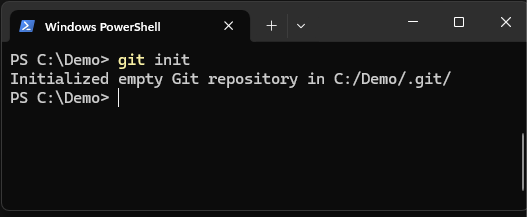 Windows PowerShell
PS C:\Demo> git init
Initialized empty Git repository in C:/Demo/.git/
PS C:\Demo>